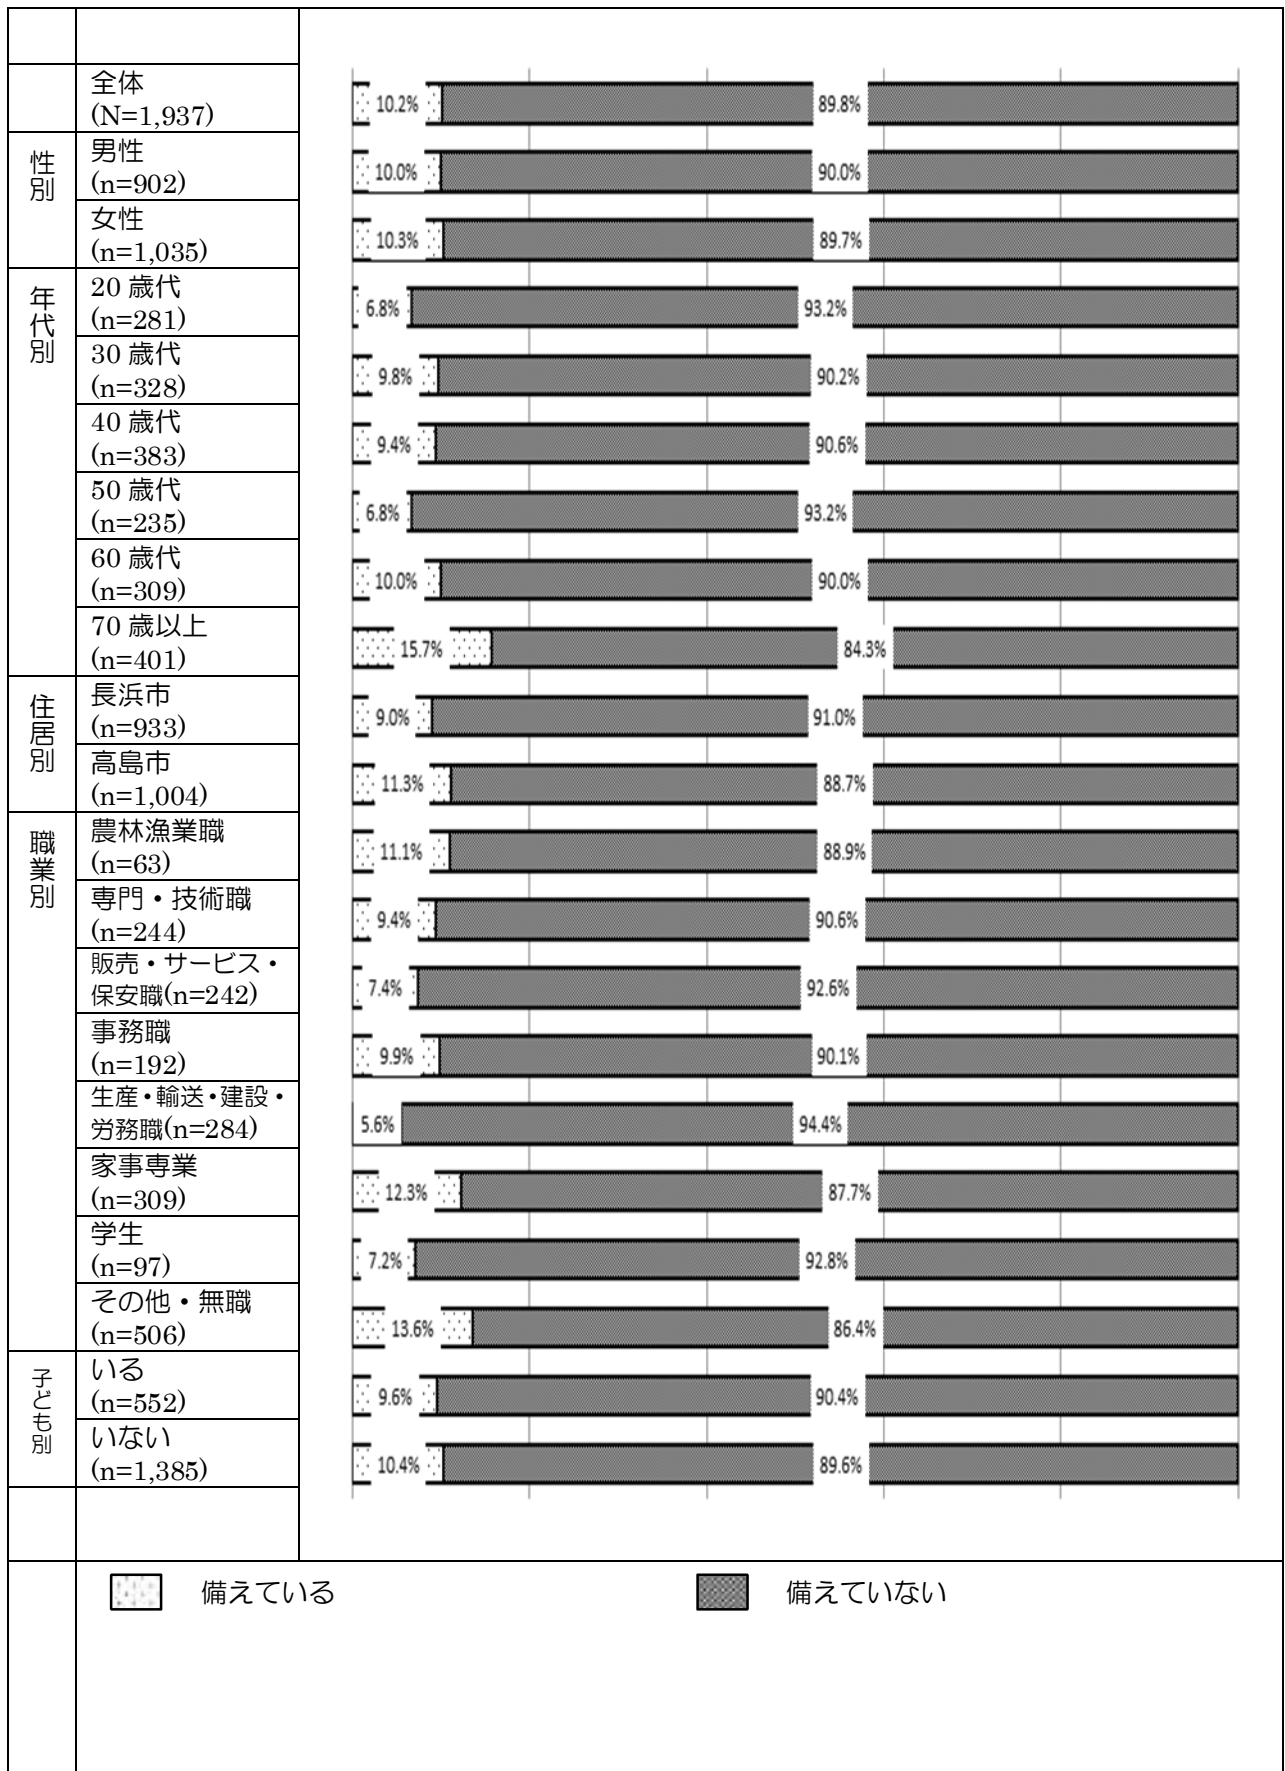 全体
(N=1,937)
10.2% 89.8%
性別
男性
(n=902)
10.0% 90.0%
女性
(n=1,035)
10.3% 89.7%
年代別
20 歳代
(n=281)
6.8% 93.2%
30 歳代
(n=328)
9.8% 90.2%
40 歳代
(n=383)
9.4% 90.6%
50 歳代
(n=235)
6.8% 93.2%
60 歳代
(n=309)
10.0% 90.0%
70 歳以上
(n=401)
15.7% 84.3%
住居別
長浜市
(n=933)
9.0% 91.0%
高島市
(n=1,004)
11.3% 88.7%
職業別
農林漁業職
(n=63)
11.1% 88.9%
専門・技術職
(n=244)
9.4% 90.6%
販売・サービス・
保安職(n=242)
7.4% 92.6%
事務職
(n=192)
9.9% 90.1%
生産・輸送・建設・
労務職(n=284)
5.6% 94.4%
家事専業
(n=309)
12.3% 87.7%
学生
(n=97)
7.2% 92.8%
その他・無職
(n=506)
13.6% 86.4%
子ども別
いる
(n=552)
9.6% 90.4%
いない
(n=1,385)
10.4% 89.6%
備えている 備えていない